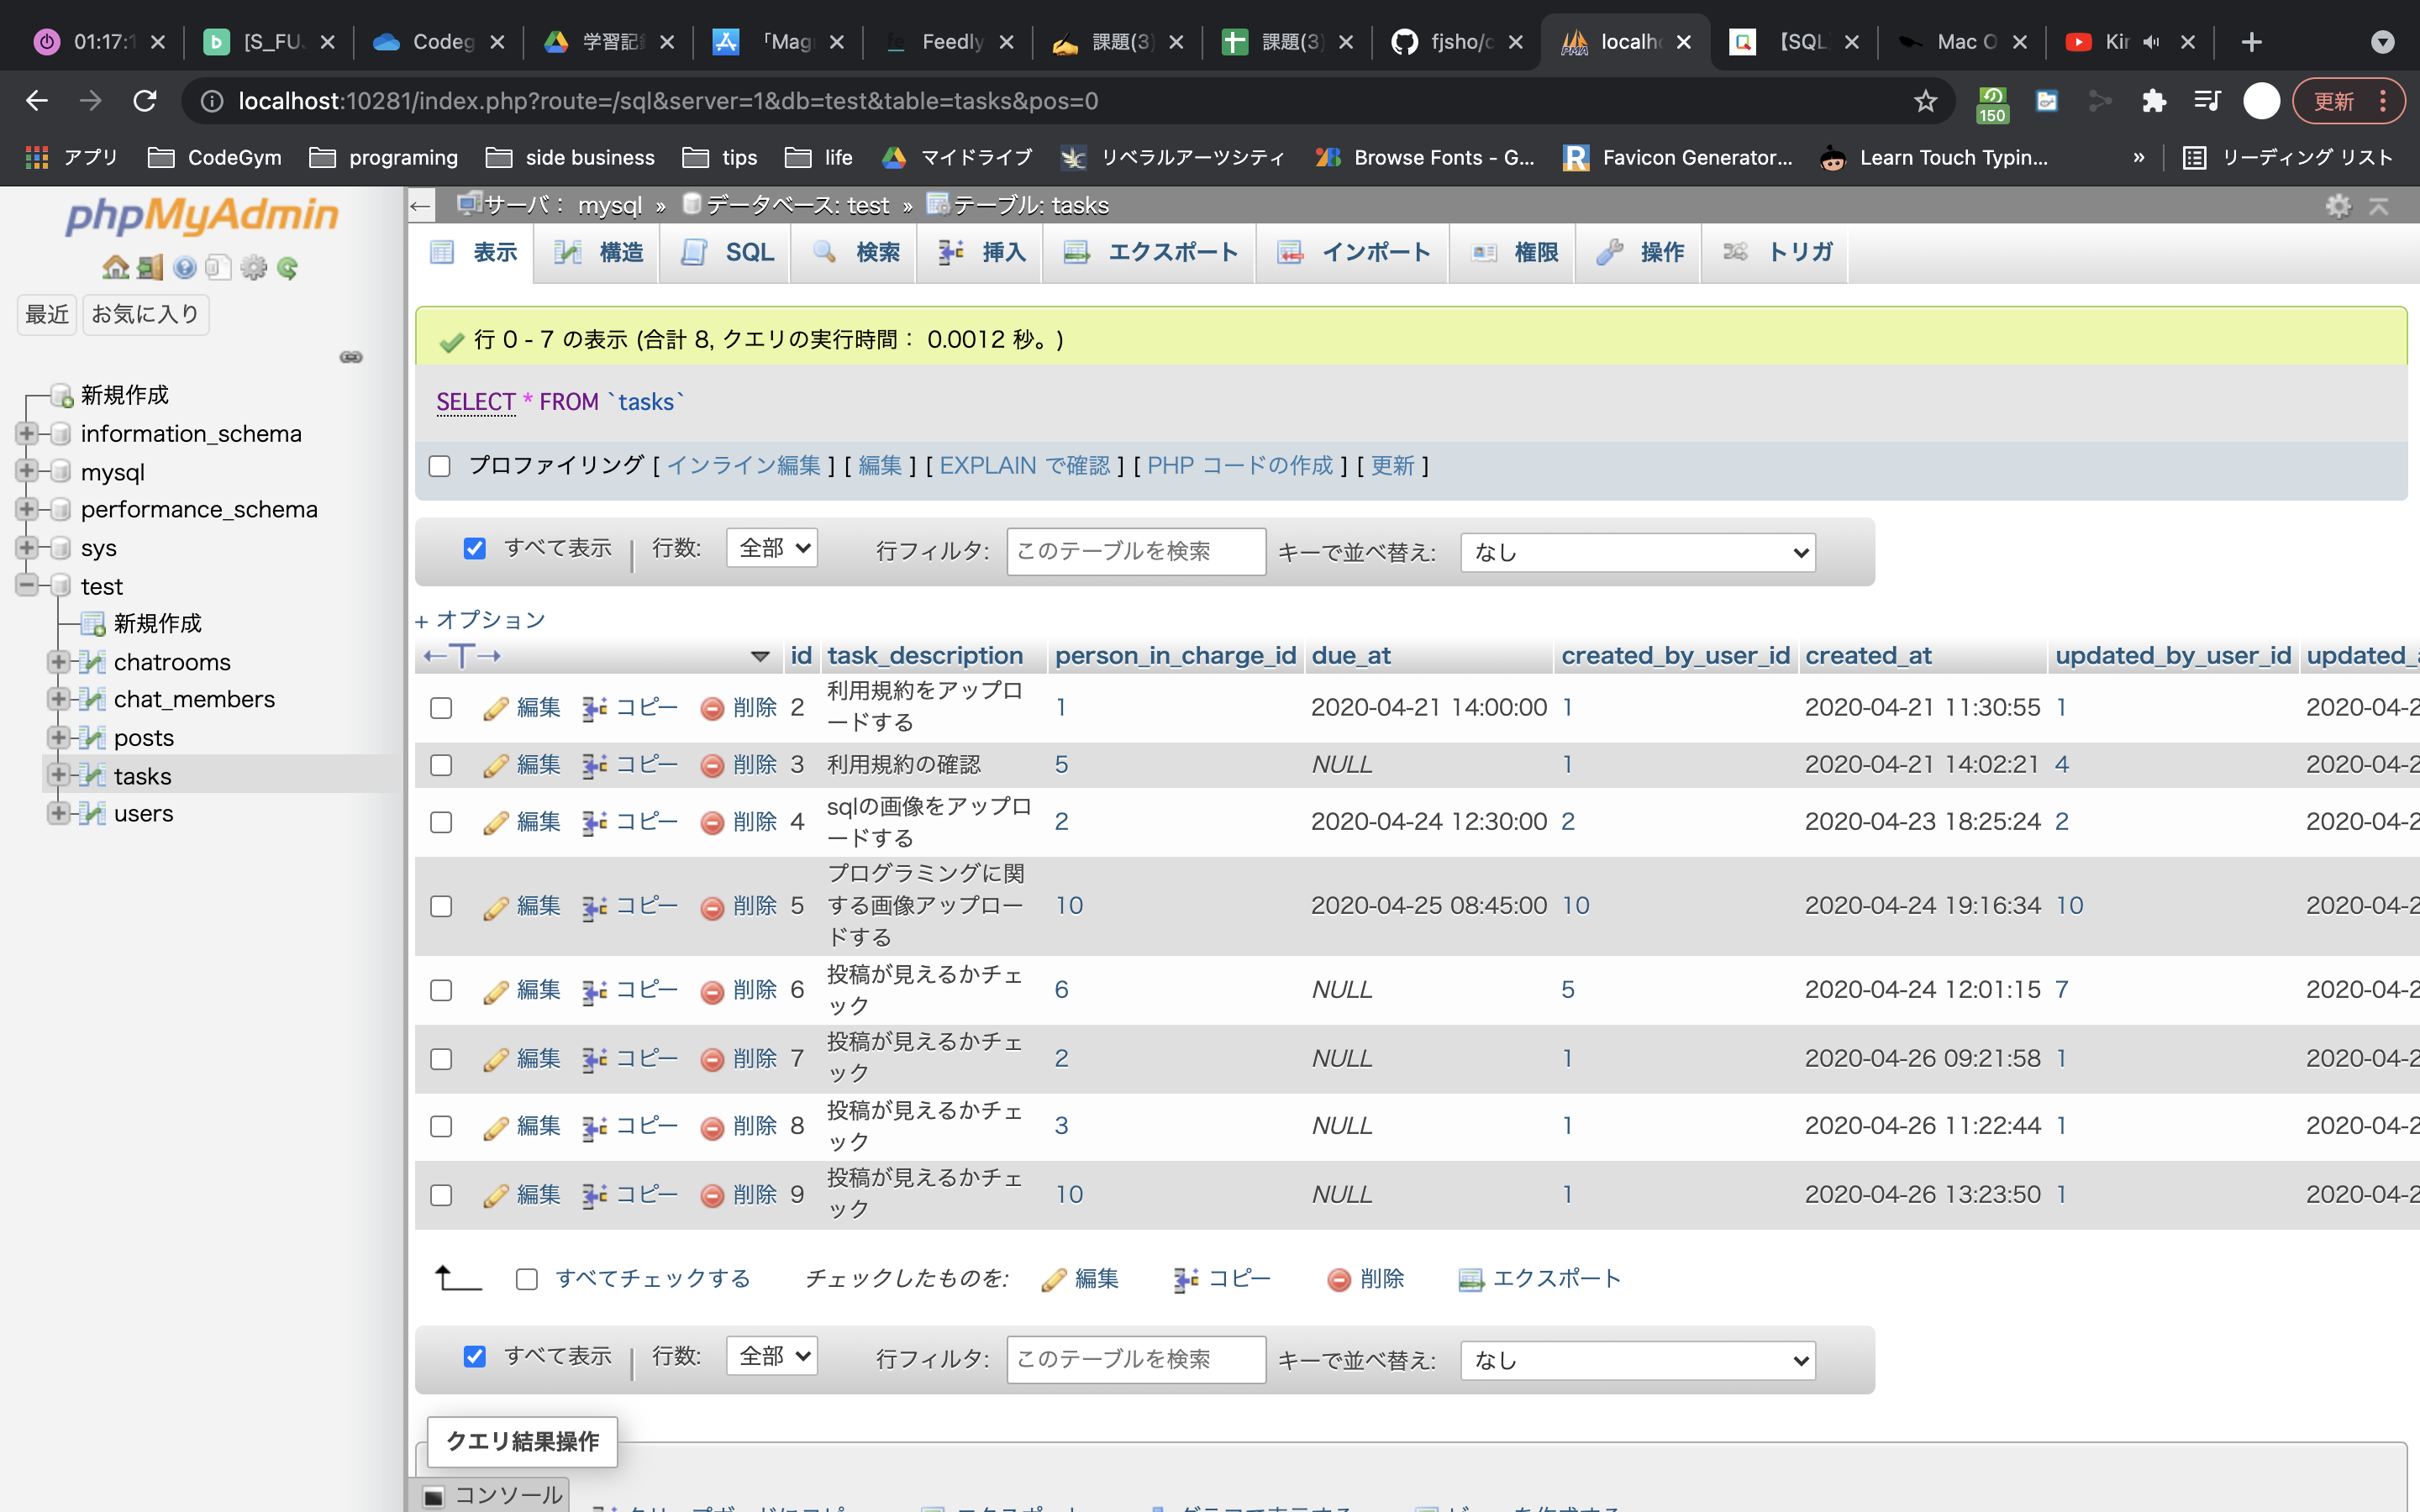 01:17:1
[S_FU.
Codeg
学習記録
「Mag
Feedly
課題(3)
課題(3)
fjsho/c
localho
【SQL
Mac O
Kir
localhost:10281/index.php?route=/sql&server=1&db=test&table=tasks&pos=0
150
更新
アプリ
CodeGym
programing
side business
tips
life
マイドライブ
リベラルアーツシティ
Browse Fonts - G...
Favicon Generator...
Learn Touch Typin...
»
リーディング リスト
phpMyAdmin
最近
お気に入り
新規作成
information_schema
mysql
performance_schema
sys
test
新規作成
chatrooms
chat_members
posts
tasks
users
サーバ: mysql » データベース: test » テーブル: tasks
表示 構造 SQL 検索 挿入 エクスポート インポート 権限 操作 トリガ
行 0 - 7 の表示 (合計 8, クエリの実行時間： 0.0012 秒。)
SELECT * FROM `tasks`
プロファイリング [ インライン編集 ] [ 編集 ] [ EXPLAIN で確認 ] [ PHP コードの作成 ] [ 更新 ]
すべて表示 行数: 全部 行フィルタ: このテーブルを検索 キーで並べ替え: なし
+ オプション
←T→ id task_description person_in_charge_id due_at created_by_user_id created_at updated_by_user_id updated_a
編集 コピー 削除 2 利用規約をアップロードする 1 2020-04-21 14:00:00 1 2020-04-21 11:30:55 1 2020-04-2
編集 コピー 削除 3 利用規約の確認 5 NULL 1 2020-04-21 14:02:21 4 2020-04-2
編集 コピー 削除 4 sqlの画像をアップロードする 2 2020-04-24 12:30:00 2 2020-04-23 18:25:24 2 2020-04-2
編集 コピー 削除 5 プログラミングに関する画像アップロードする 10 2020-04-25 08:45:00 10 2020-04-24 19:16:34 10 2020-04-2
編集 コピー 削除 6 投稿が見えるかチェック 6 NULL 5 2020-04-24 12:01:15 7 2020-04-2
編集 コピー 削除 7 投稿が見えるかチェック 2 NULL 1 2020-04-26 09:21:58 1 2020-04-2
編集 コピー 削除 8 投稿が見えるかチェック 3 NULL 1 2020-04-26 11:22:44 1 2020-04-2
編集 コピー 削除 9 投稿が見えるかチェック 10 NULL 1 2020-04-26 13:23:50 1 2020-04-2
すべてチェックする チェックしたものを: 編集 コピー 削除 エクスポート
すべて表示 行数: 全部 行フィルタ: このテーブルを検索 キーで並べ替え: なし
クエリ結果操作
コンソール